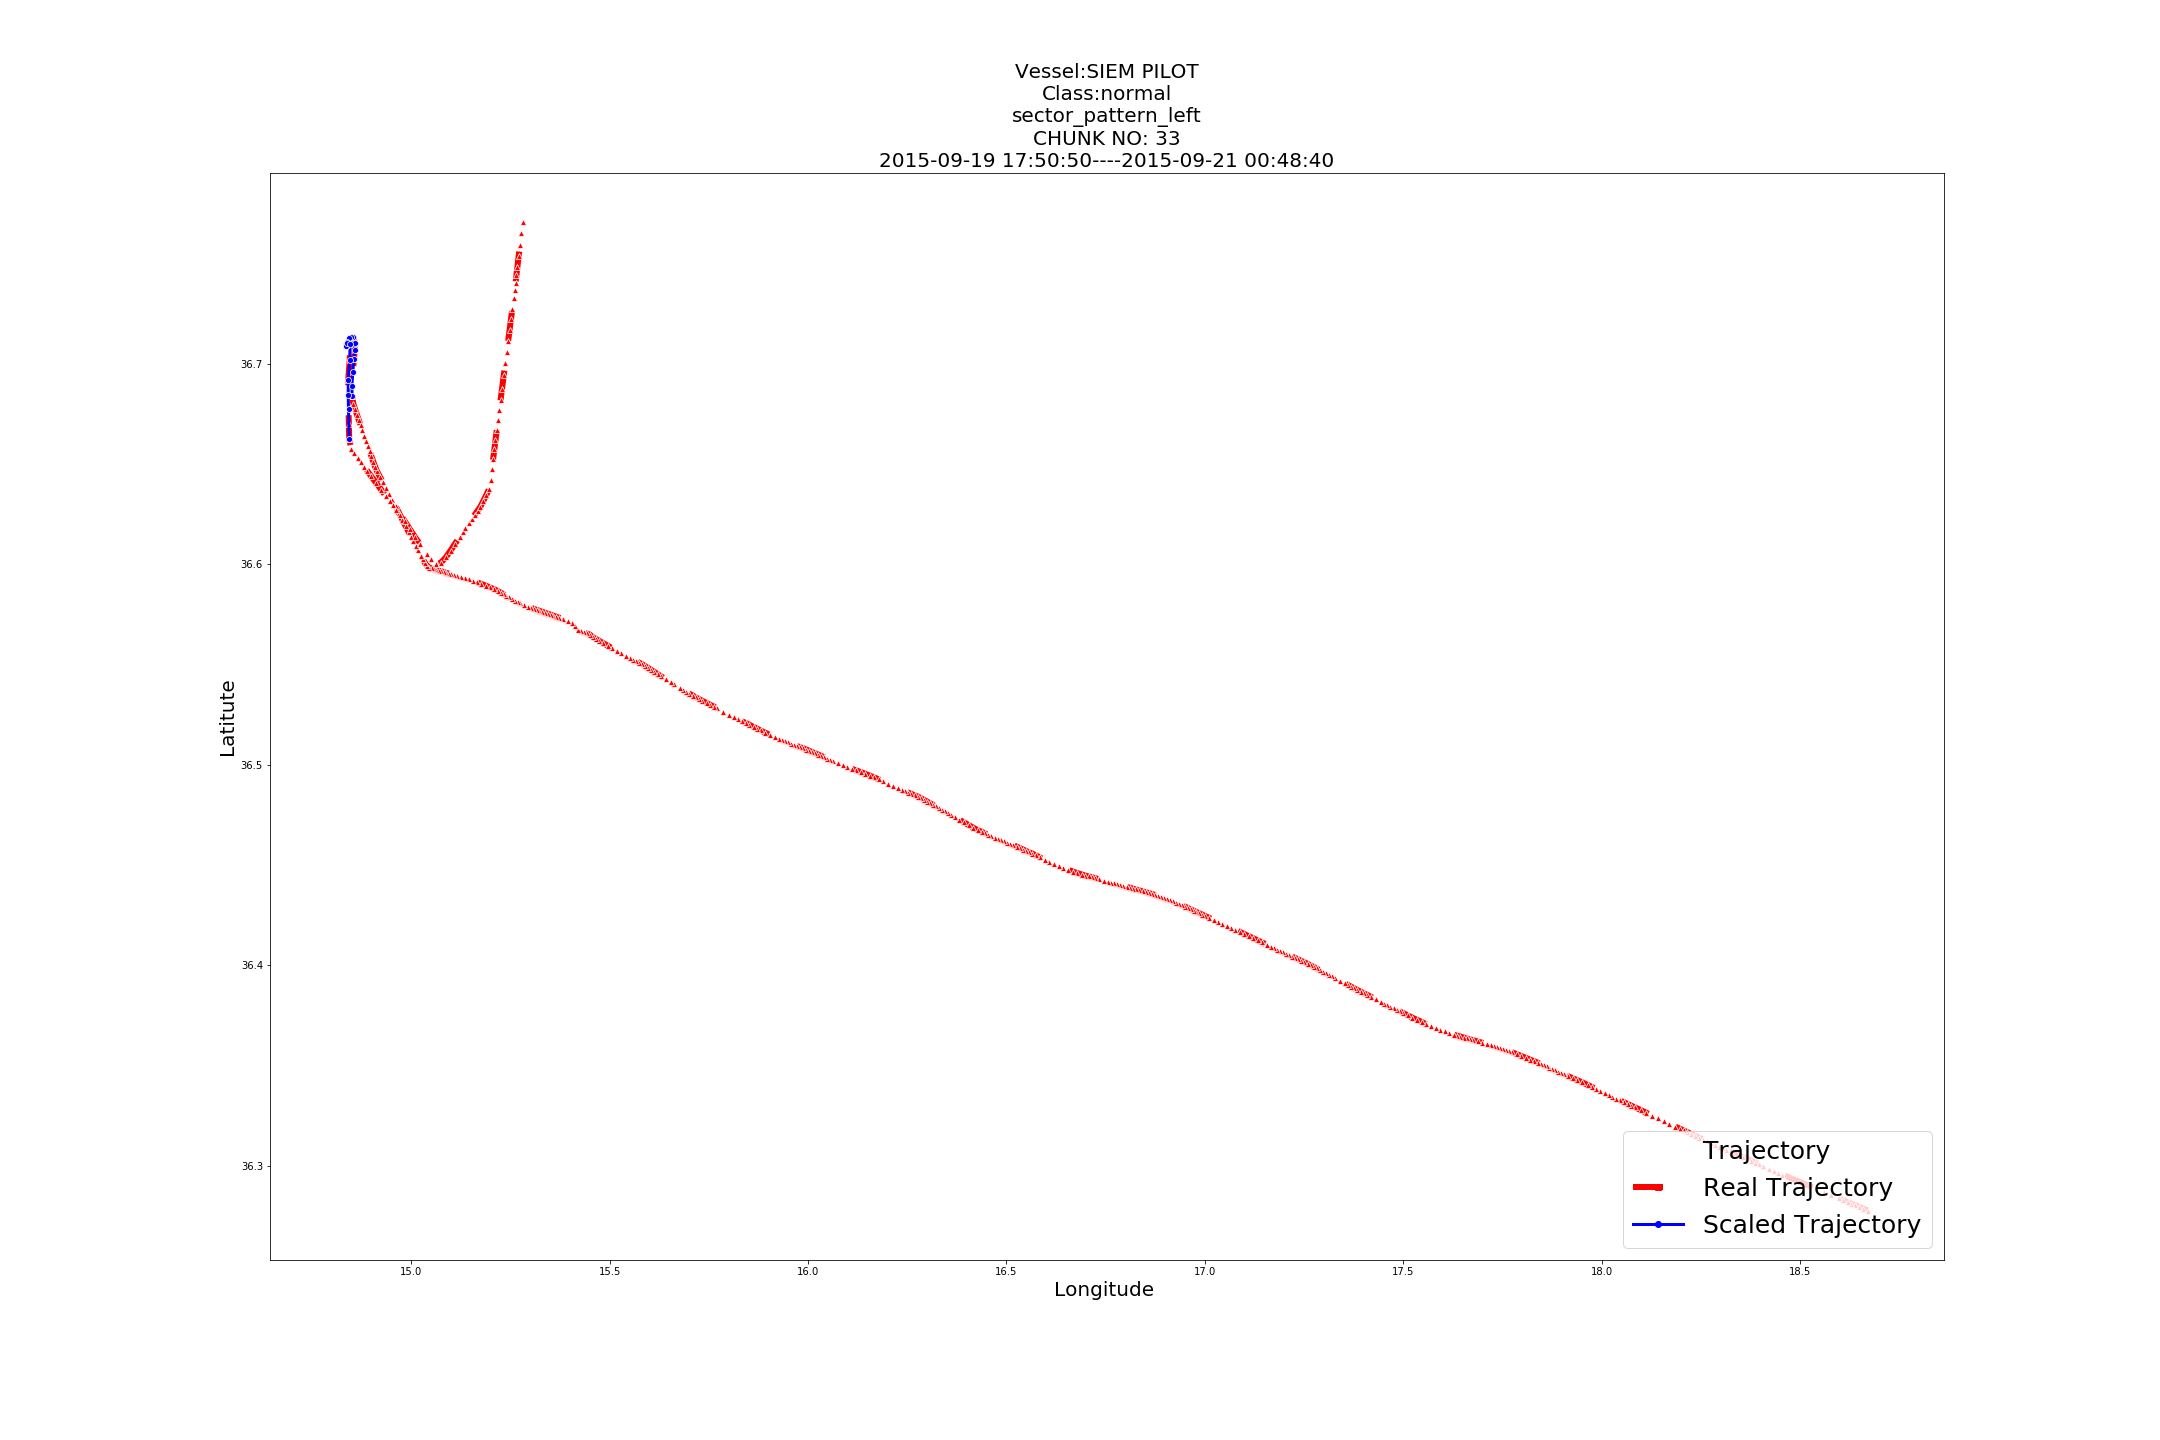 Vessel:SIEM PILOT
Class:normal
sector_pattern_left
CHUNK NO: 33
2015-09-19 17:50:50----2015-09-21 00:48:40
Latitute
36.7
36.6
36.5
36.4
36.3
Trajectory
Real Trajectory
Scaled Trajectory
15.0 15.5 16.0 16.5 17.0 17.5 18.0 18.5
Longitude